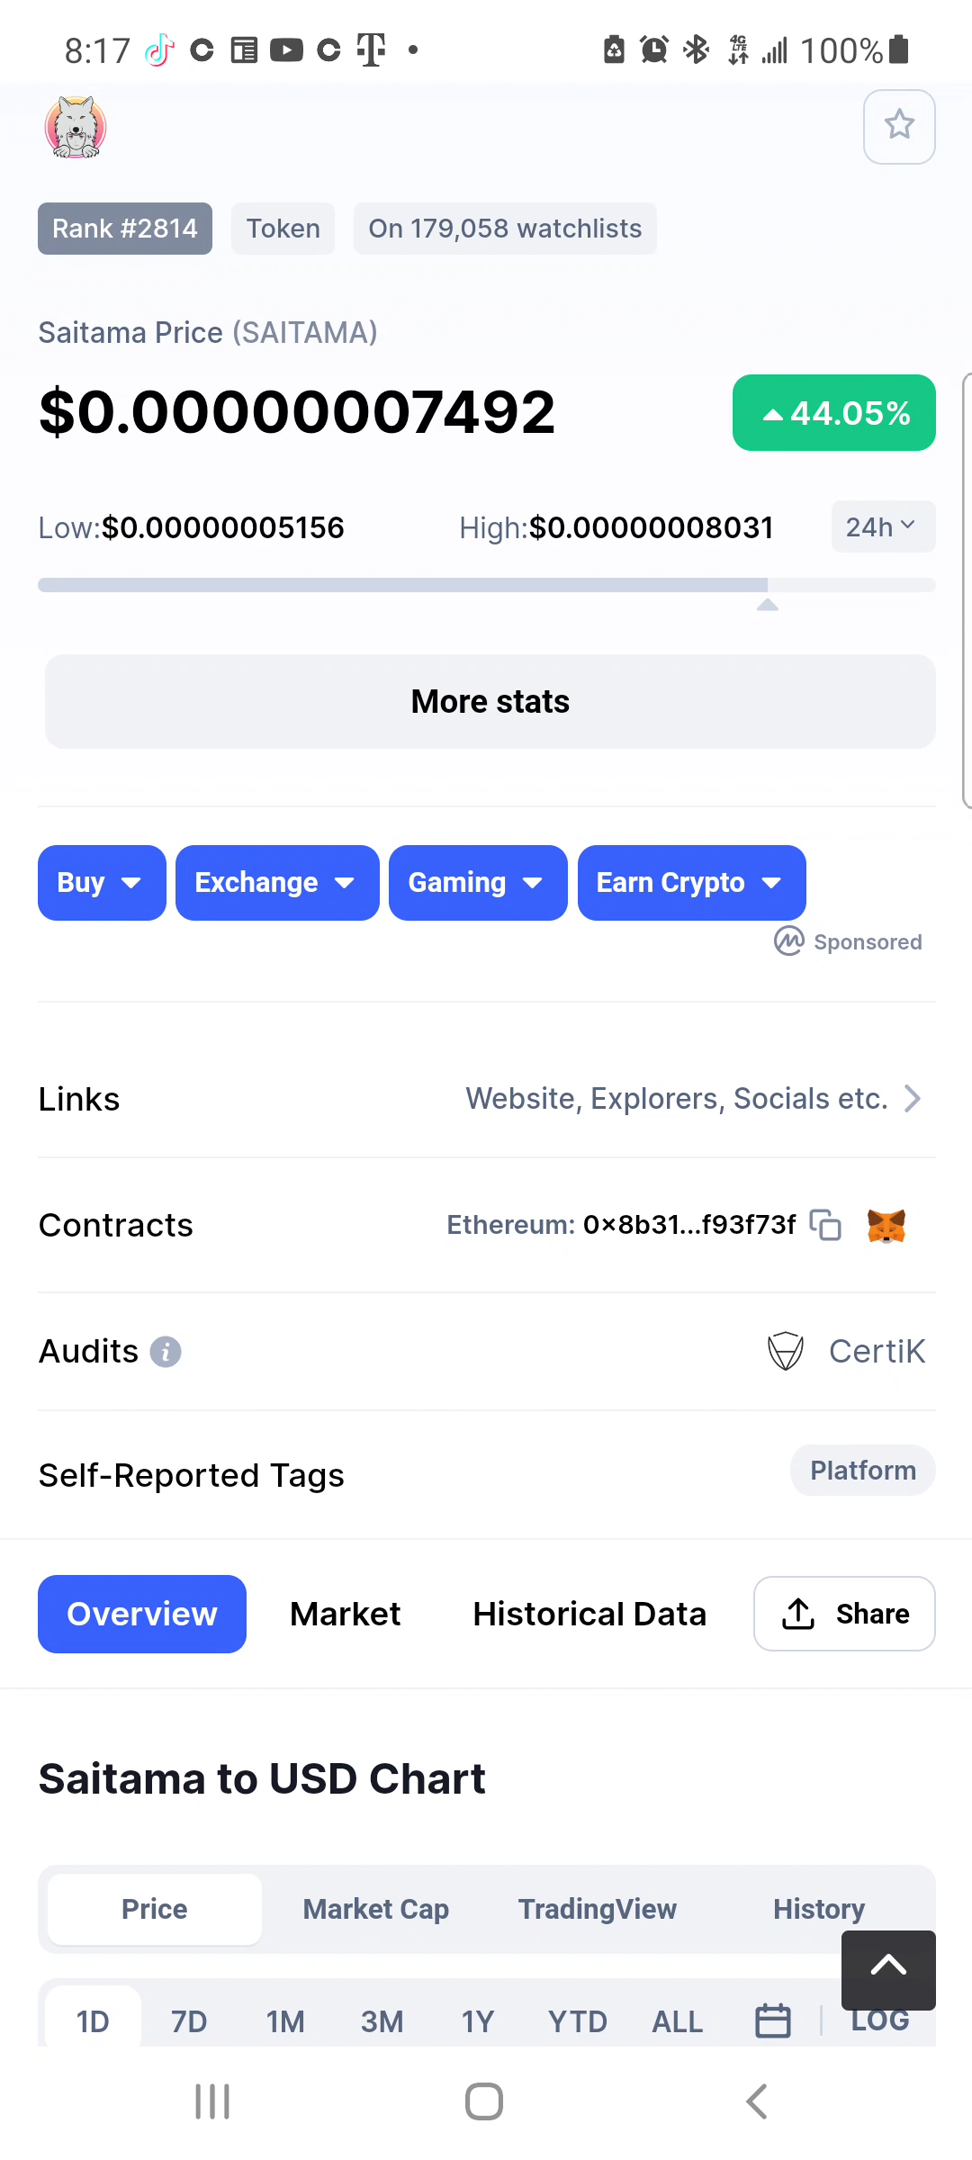 8:17 100%
Rank #2814 Token On 179,058 watchlists
Saitama Price (SAITAMA)
$0.00000007492 44.05%
Low:$0.00000005156 High:$0.00000008031 24h
More stats
Buy Exchange Gaming Earn Crypto
Sponsored
Links Website, Explorers, Socials etc.
Contracts Ethereum: 0x8b31...f93f73f
Audits CertiK
Self-Reported Tags Platform
Overview Market Historical Data Share
Saitama to USD Chart
Price Market Cap TradingView History
1D 7D 1M 3M 1Y YTD ALL LOG